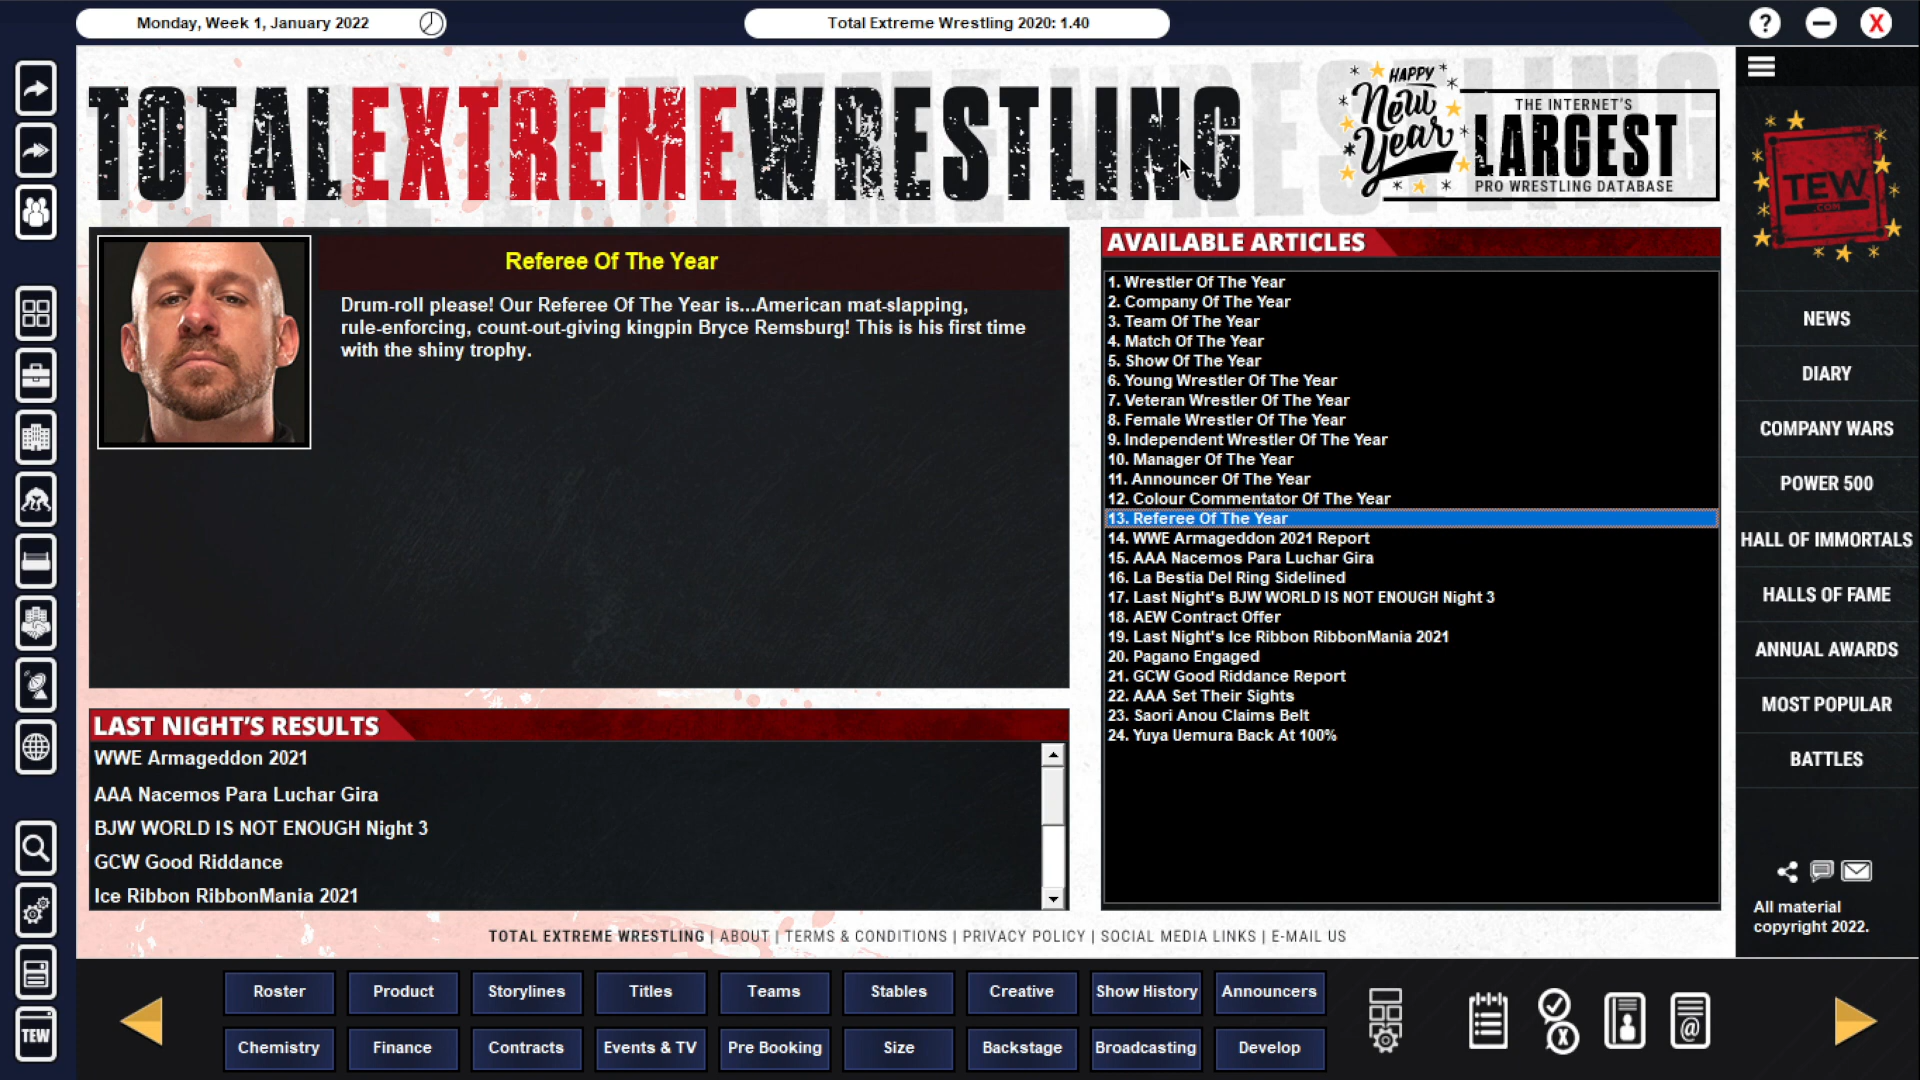 Monday, Week 1, January 2022
Total Extreme Wrestling 2020: 1.40
?
X
TOTALEXTREMEWRESTLING
HAPPY
New
Year
THE INTERNET'S
LARGEST
PRO WRESTLING DATABASE
TEW
.COM
Referee Of The Year
Drum-roll please! Our Referee Of The Year is...American mat-slapping,
rule-enforcing, count-out-giving kingpin Bryce Remsburg! This is his first time
with the shiny trophy.
LAST NIGHT'S RESULTS
WWE Armageddon 2021
AAA Nacemos Para Luchar Gira
BJW WORLD IS NOT ENOUGH Night 3
GCW Good Riddance
Ice Ribbon RibbonMania 2021
AVAILABLE ARTICLES
1. Wrestler Of The Year
2. Company Of The Year
3. Team Of The Year
4. Match Of The Year
5. Show Of The Year
6. Young Wrestler Of The Year
7. Veteran Wrestler Of The Year
8. Female Wrestler Of The Year
9. Independent Wrestler Of The Year
10. Manager Of The Year
11. Announcer Of The Year
12. Colour Commentator Of The Year
13. Referee Of The Year
14. WWE Armageddon 2021 Report
15. AAA Nacemos Para Luchar Gira
16. La Bestia Del Ring Sidelined
17. Last Night's BJW WORLD IS NOT ENOUGH Night 3
18. AEW Contract Offer
19. Last Night's Ice Ribbon RibbonMania 2021
20. Pagano Engaged
21. GCW Good Riddance Report
22. AAA Set Their Sights
23. Saori Anou Claims Belt
24. Yuya Uemura Back At 100%
NEWS
DIARY
COMPANY WARS
POWER 500
HALL OF IMMORTALS
HALLS OF FAME
ANNUAL AWARDS
MOST POPULAR
BATTLES
All material
copyright 2022.
TOTAL EXTREME WRESTLING | ABOUT | TERMS & CONDITIONS | PRIVACY POLICY | SOCIAL MEDIA LINKS | E-MAIL US
TEW
Roster
Product
Storylines
Titles
Teams
Stables
Creative
Show History
Announcers
Chemistry
Finance
Contracts
Events & TV
Pre Booking
Size
Backstage
Broadcasting
Develop